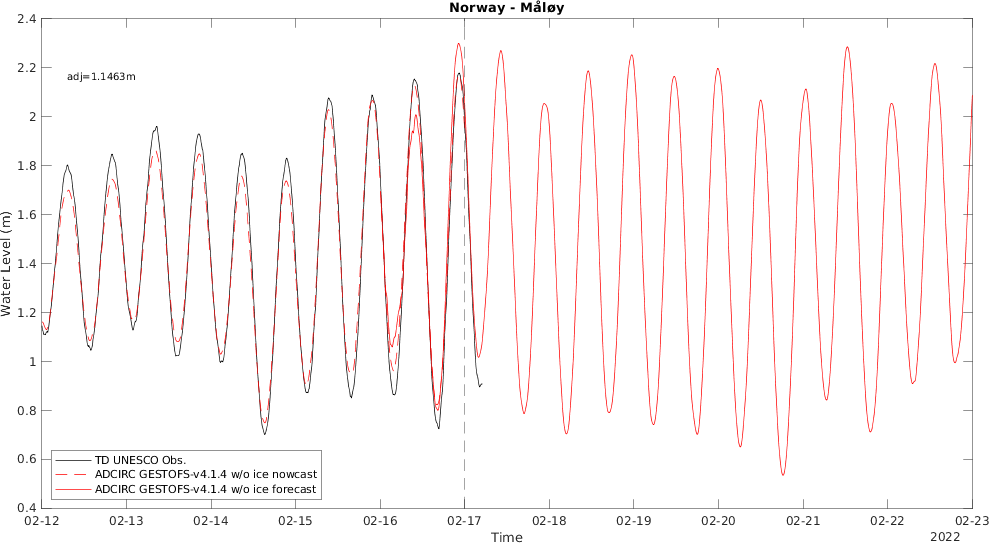 Norway - Måløy
2.4
2.2
adj=1.1463m
2
1.8
1.6
Water Level (m)
1.4
1.2
1
0.8
0.6
0.4
TD UNESCO Obs.
ADCIRC GESTOFS-v4.1.4 w/o ice nowcast
ADCIRC GESTOFS-v4.1.4 w/o ice forecast
02-12 02-13 02-14 02-15 02-16 02-17 02-18 02-19 02-20 02-21 02-22 02-23
Time
2022